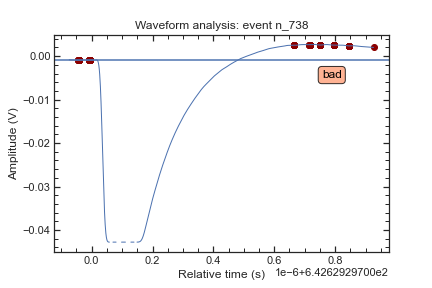 Waveform analysis: event n_738
0.00
−0.01
−0.02
−0.03
−0.04
Amplitude (V)
bad
0.0
0.2
0.4
0.6
0.8
Relative time (s)
1e−6+6.4262929700e2